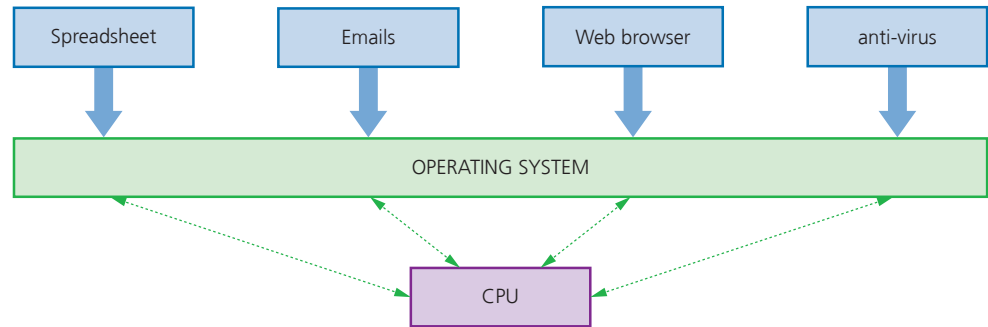 Spreadsheet
Emails
Web browser
anti-virus
OPERATING SYSTEM
CPU